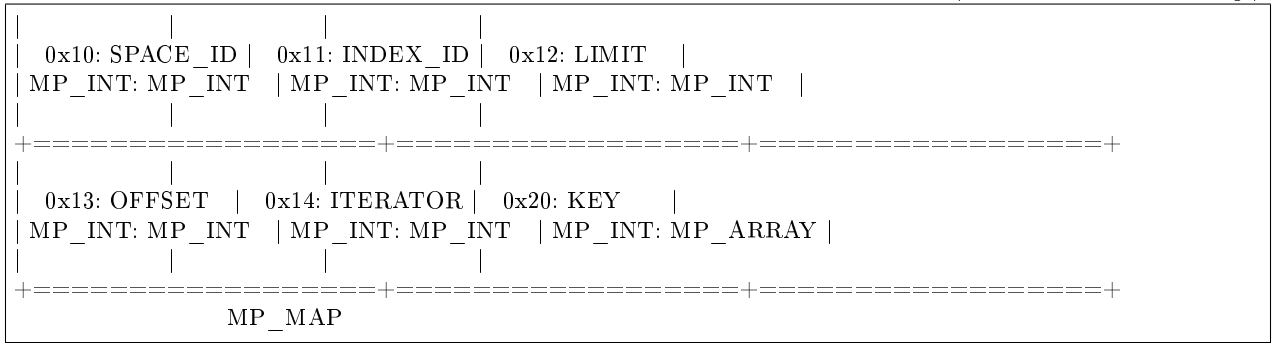 | | | |
| 0x10: SPACE_ID | 0x11: INDEX_ID | 0x12: LIMIT |
| MP_INT: MP_INT | MP_INT: MP_INT | MP_INT: MP_INT |
| | | |
+==================+==================+==================+
| | | |
| 0x13: OFFSET | 0x14: ITERATOR | 0x20: KEY |
| MP_INT: MP_INT | MP_INT: MP_INT | MP_INT: MP_ARRAY |
| | | |
+==================+==================+==================+
MP_MAP